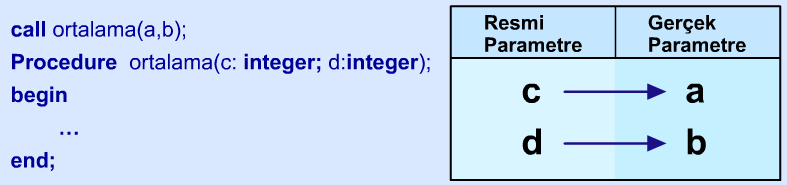 call ortalama(a,b);
Procedure ortalama(c: integer; d:integer);
begin
...
end;
Resmi Parametre
Gerçek Parametre
c
a
d
b